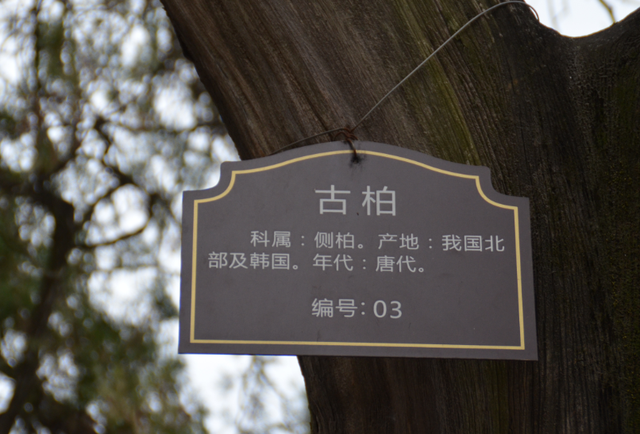 古柏
科属：侧柏。产地：我国北
部及韩国。年代：唐代。
编号：03